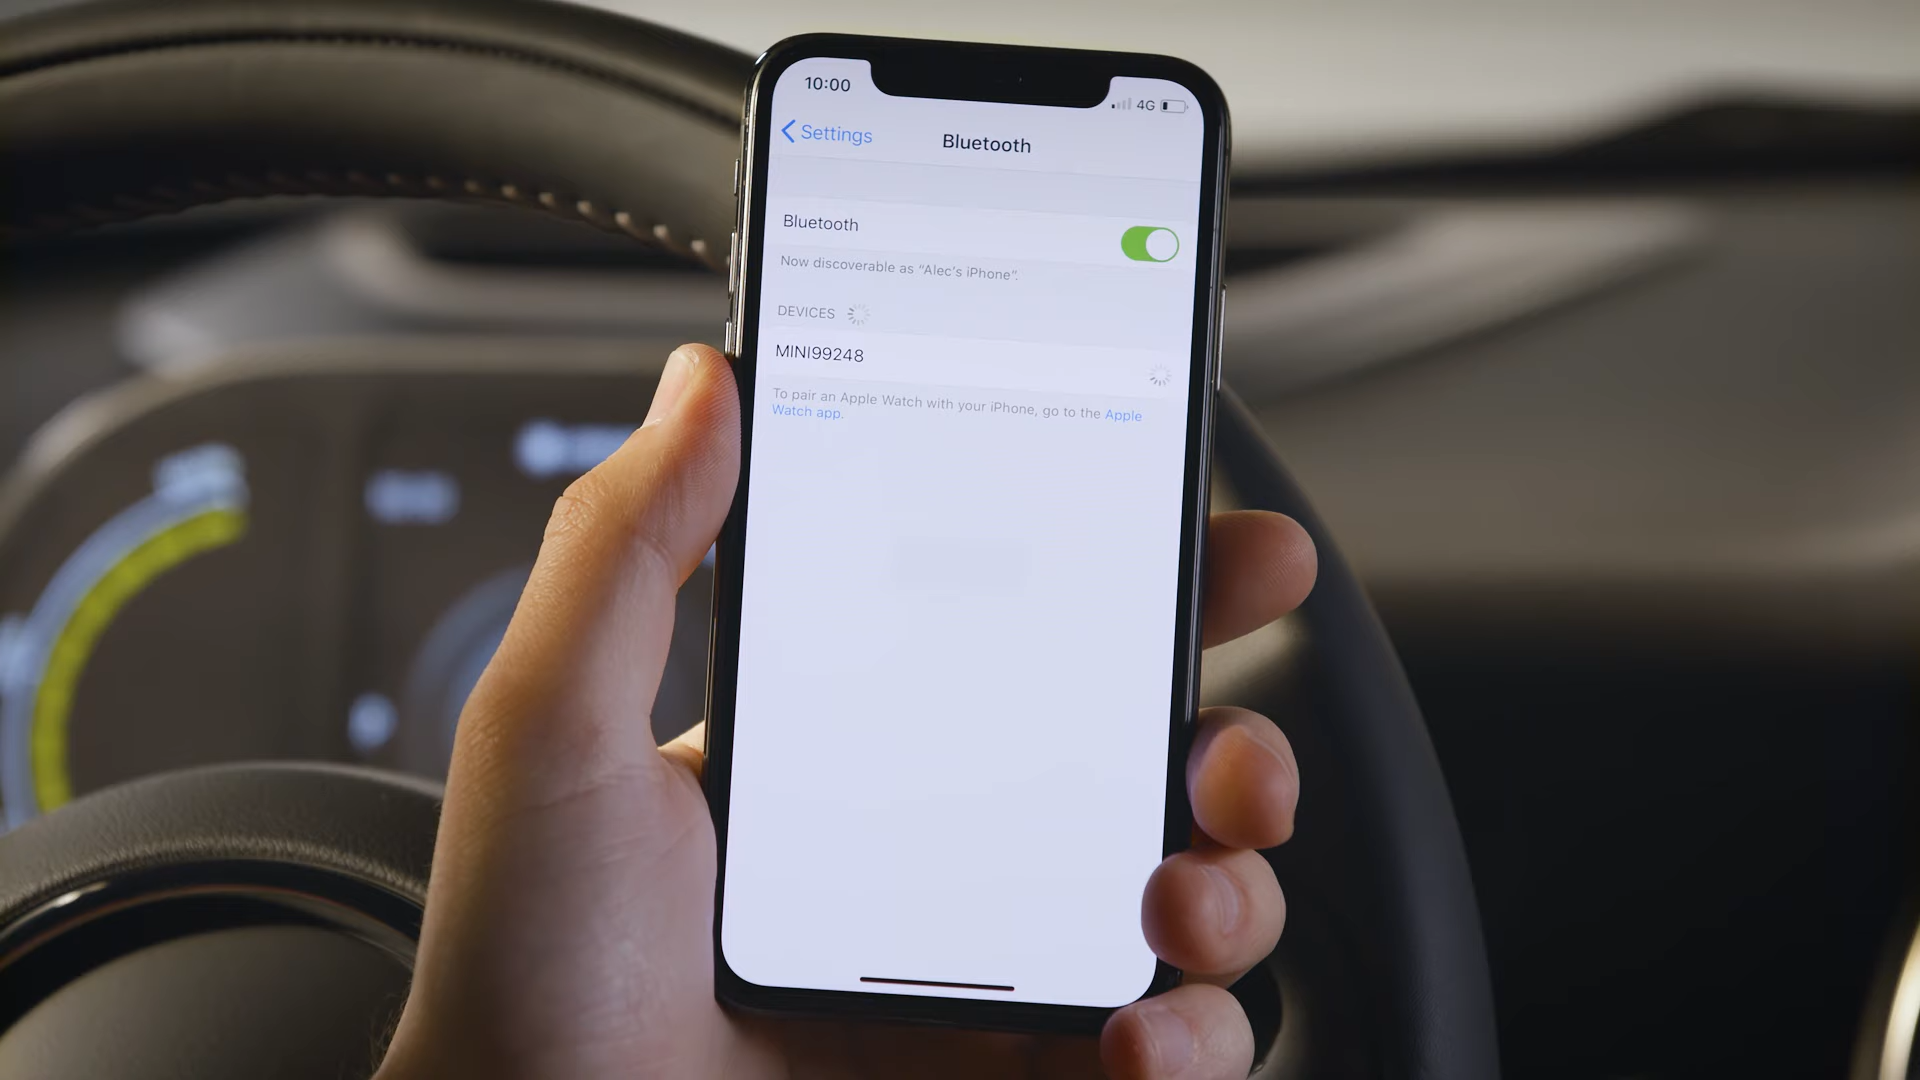 10:00
4G
Settings
Bluetooth
Bluetooth
Now discoverable as “Alec's iPhone”.
DEVICES
MINI99248
To pair an Apple Watch with your iPhone, go to the Apple
Watch app.